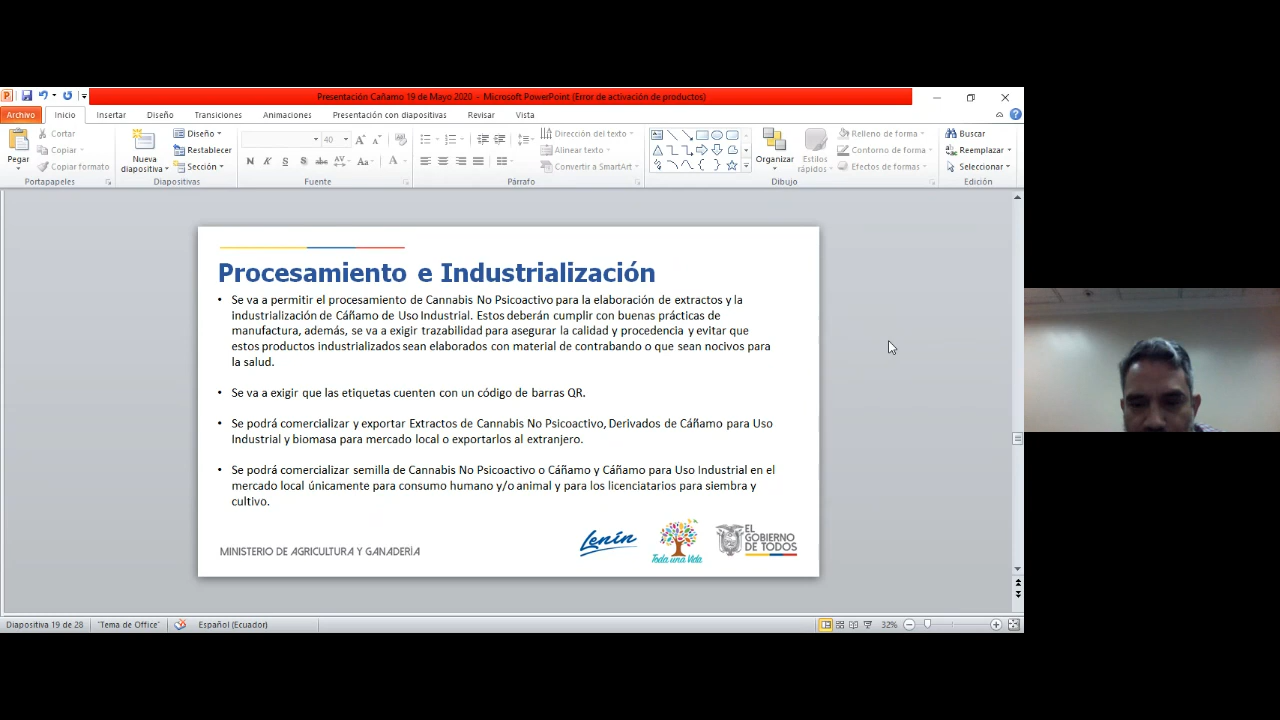 Presentación Cañamo 19 de Mayo 2020 - Microsoft PowerPoint (Error de activación de productos)
Archivo Inicio Insertar Diseño Transiciones Animaciones Presentación con diapositivas Revisar Vista
Pegar
Cortar
Copiar
Copiar formato
Portapapeles
Nueva
diapositiva
Diseño
Restablecer
Sección
Diapositivas
40
N K S S abc AV Aa A
Fuente
Dirección del texto
Alinear texto
Convertir a SmartArt
Párrafo
Organizar
Estilos
rápidos
Relleno de forma
Contorno de forma
Efectos de formas
Dibujo
Buscar
Reemplazar
Seleccionar
Edición
Procesamiento e Industrialización
• Se va a permitir el procesamiento de Cannabis No Psicoactivo para la elaboración de extractos y la
industrialización de Cáñamo de Uso Industrial. Estos deberán cumplir con buenas prácticas de
manufactura, además, se va a exigir trazabilidad para asegurar la calidad y procedencia y evitar que
estos productos industrializados sean elaborados con material de contrabando o que sean nocivos para
la salud.
• Se va a exigir que las etiquetas cuenten con un código de barras QR.
• Se podrá comercializar y exportar Extractos de Cannabis No Psicoactivo, Derivados de Cáñamo para Uso
Industrial y biomasa para mercado local o exportarlos al extranjero.
• Se podrá comercializar semilla de Cannabis No Psicoactivo o Cáñamo y Cáñamo para Uso Industrial en el
mercado local únicamente para consumo humano y/o animal y para los licenciatarios para siembra y
cultivo.
MINISTERIO DE AGRICULTURA Y GANADERÍA
Lenín
Toda una Vida
EL
GOBIERNO
DE TODOS
Diapositiva 19 de 28 "Tema de Office" Español (Ecuador) 32%